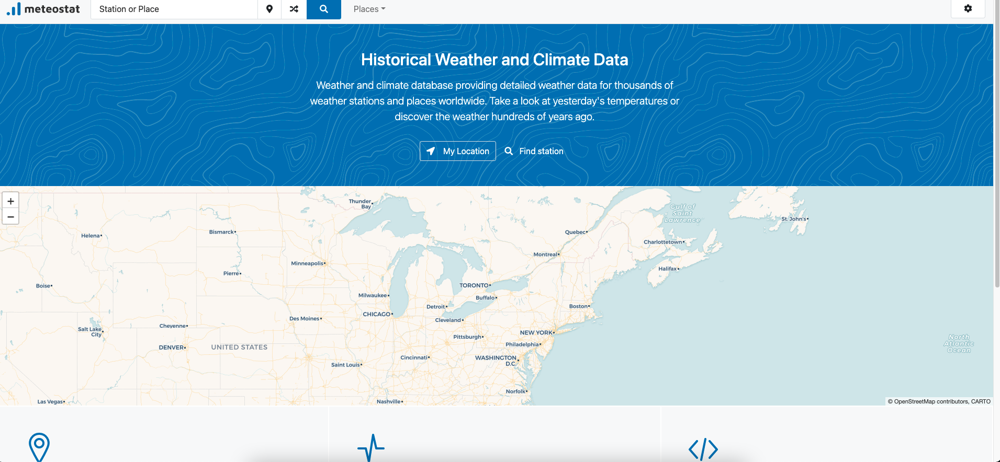 meteostat
Station or Place
Places
Historical Weather and Climate Data
Weather and climate database providing detailed weather data for thousands of
weather stations and places worldwide. Take a look at yesterday's temperatures or
discover the weather hundreds of years ago.
My Location
Find station
+
−
Thunder
Bay
Gulf of
Saint
Lawrence
St. John's
Helena
Bismarck
Quebec
Charlottetown
Montreal
Minneapolis
Halifax
Pierre
Boise
TORONTO
Milwaukee
Buffalo
Detroit
Boston
CHICAGO
Des Moines
Cleveland
Cheyenne
Salt Lake
City
NEW YORK
Pittsburgh
North
Atlantic
Ocean
DENVER
UNITED STATES
Philadelphia
Cincinnati
WASHINGTON
D.C.
Saint Louis
Norfolk
Las Vegas
Nashville
© OpenStreetMap contributors, CARTO